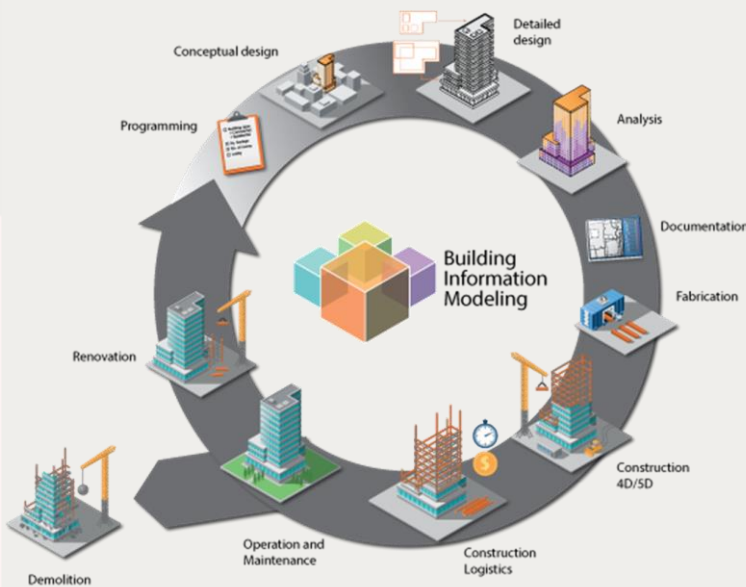 Conceptual design
Detailed
design
Programming
Analysis
Documentation
Building
Information
Modeling
Fabrication
Renovation
Construction
4D/5D
Operation and
Maintenance
Construction
Logistics
Demolition